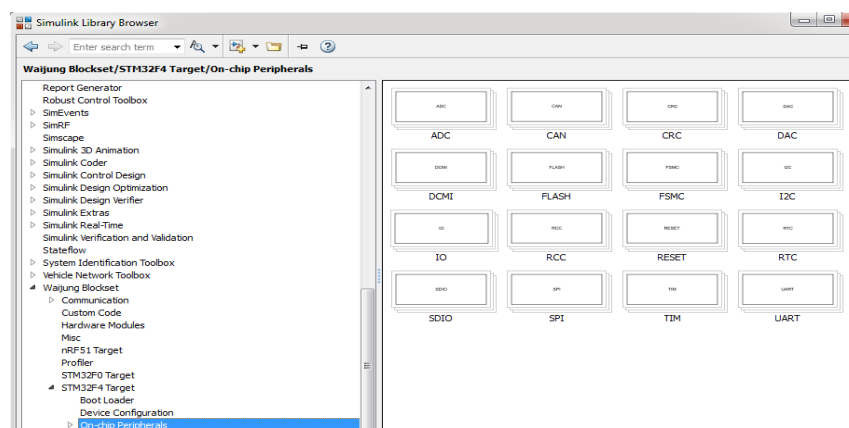 Simulink Library Browser
Enter search term
Waijung Blockset/STM32F4 Target/On-chip Peripherals
Report Generator
Robust Control Toolbox
SimEvents
SimRF
Simscape
Simulink 3D Animation
Simulink Coder
Simulink Control Design
Simulink Design Optimization
Simulink Design Verifier
Simulink Extras
Simulink Real-Time
Simulink Verification and Validation
Stateflow
System Identification Toolbox
Vehicle Network Toolbox
Waijung Blockset
Communication
Custom Code
Hardware Modules
Misc
nRF51 Target
Profiler
STM32F0 Target
STM32F4 Target
Boot Loader
Device Configuration
On-chip Peripherals
ADC CAN CRC DAC
ADC CAN CRC DAC
DCMI FLASH FSMC I2C
DCMI FLASH FSMC I2C
IO RCC RESET RTC
IO RCC RESET RTC
SDIO SPI TIM UART
SDIO SPI TIM UART